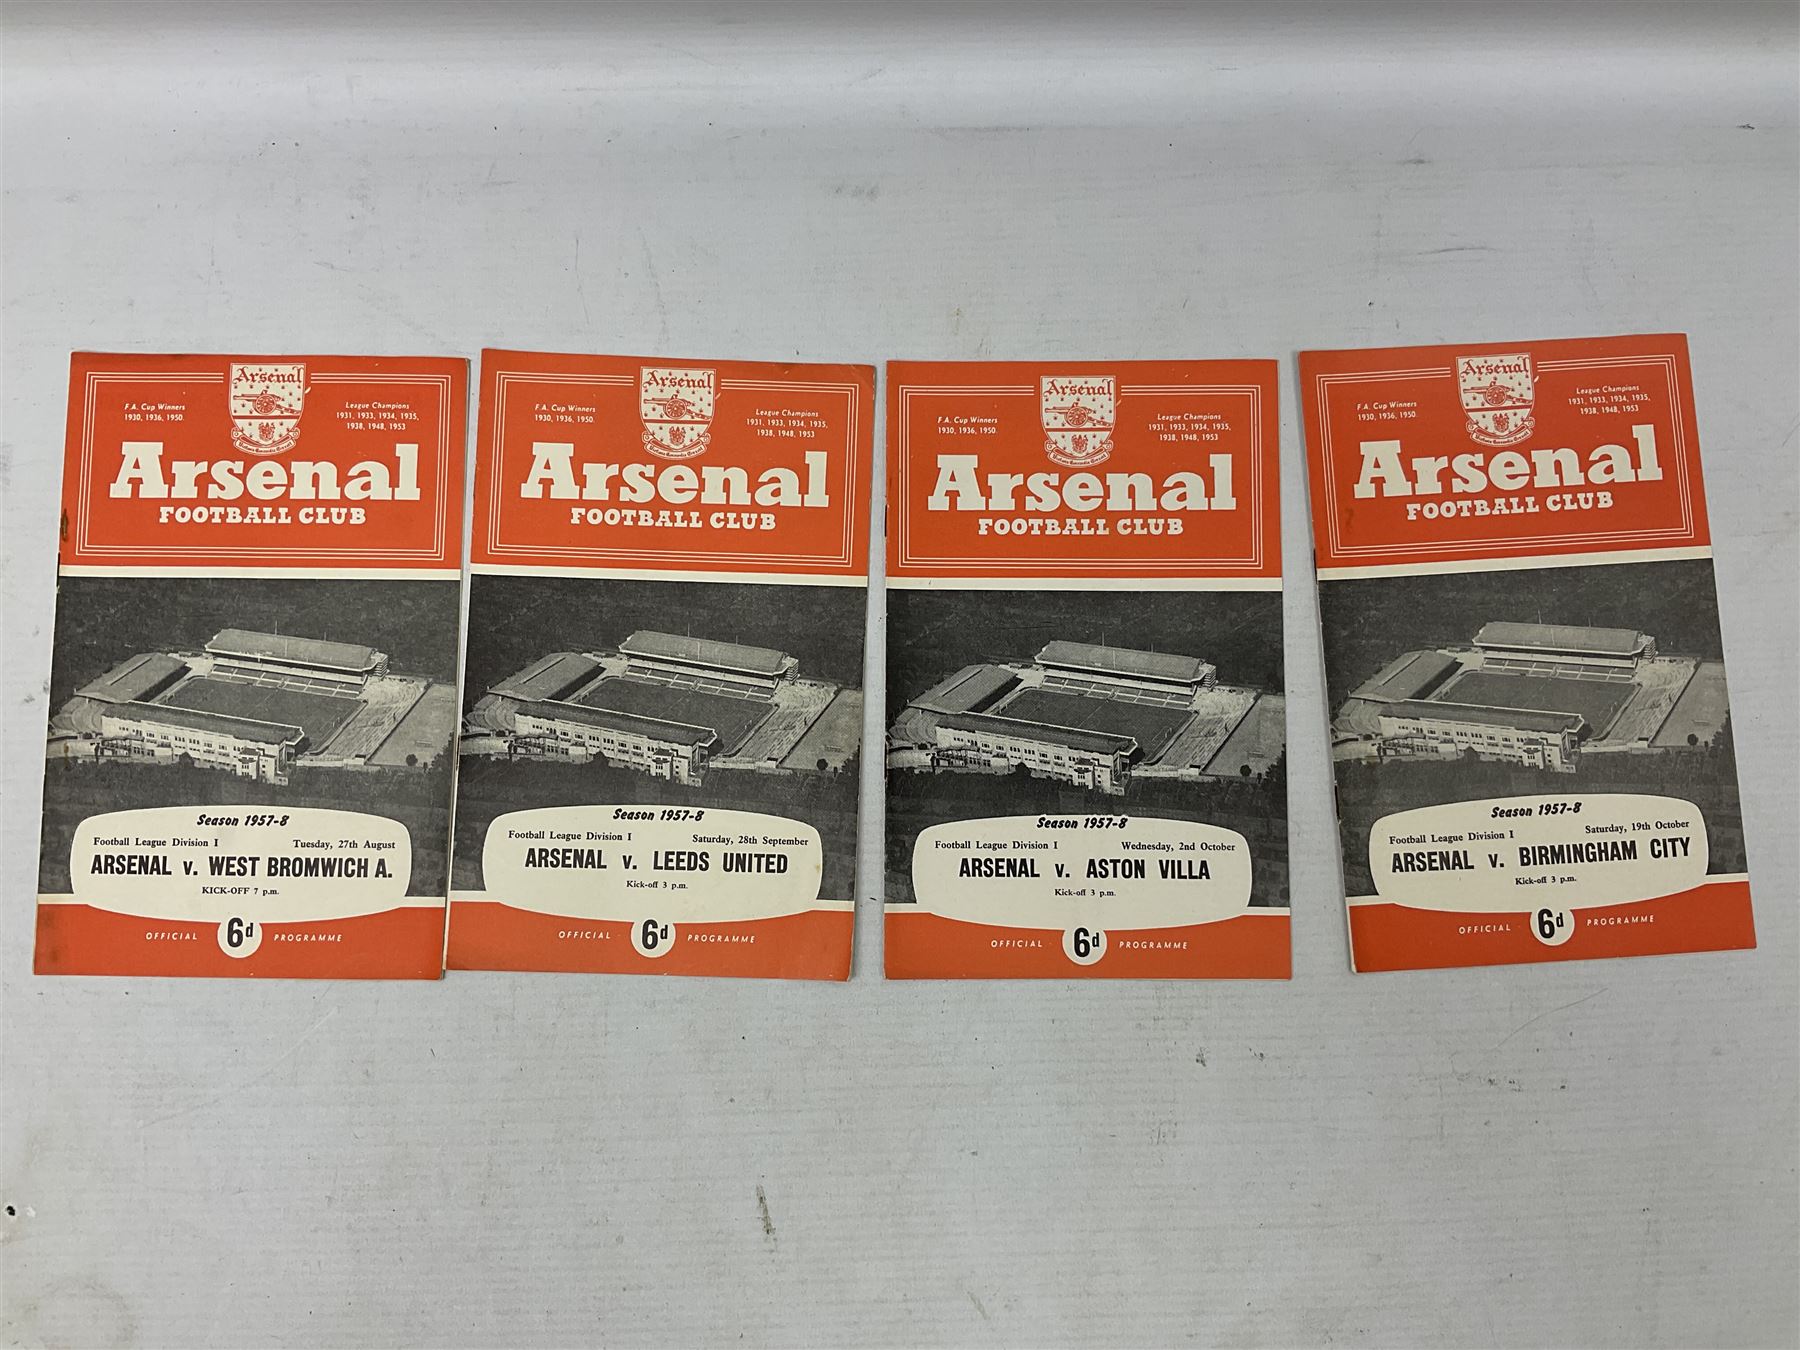 Arsenal
F.A. Cup Winners
1930, 1936, 1950.
League Champions
1931, 1933, 1934, 1935,
1938, 1948, 1953
Arsenal
FOOTBALL CLUB
Season 1957-8
Football League Division I
Tuesday, 27th August
ARSENAL v. WEST BROMWICH A.
KICK-OFF 7 p.m.
OFFICIAL 6d PROGRAMME
Arsenal
F.A. Cup Winners
1930, 1936, 1950.
League Champions
1931, 1933, 1934, 1935,
1938, 1948, 1953
Arsenal
FOOTBALL CLUB
Season 1957-8
Football League Division I
Saturday, 28th September
ARSENAL v. LEEDS UNITED
Kick-off 3 p.m.
OFFICIAL 6d PROGRAMME
Arsenal
F.A. Cup Winners
1930, 1936, 1950.
League Champions
1931, 1933, 1934, 1935,
1938, 1948, 1953
Victoria Concordia Crescit
Arsenal
FOOTBALL CLUB
Season 1957-8
Football League Division I
Wednesday, 2nd October
ARSENAL v. ASTON VILLA
Kick-off 3 p.m.
OFFICIAL 6d PROGRAMME
Arsenal
F.A. Cup Winners
1930, 1936, 1950.
League Champions
1931, 1933, 1934, 1935,
1938, 1948, 1953
Victoria Concordia Crescit
Arsenal
FOOTBALL CLUB
Season 1957-8
Football League Division I
Saturday, 19th October
ARSENAL v. BIRMINGHAM CITY
Kick-off 3 p.m.
OFFICIAL 6d PROGRAMME